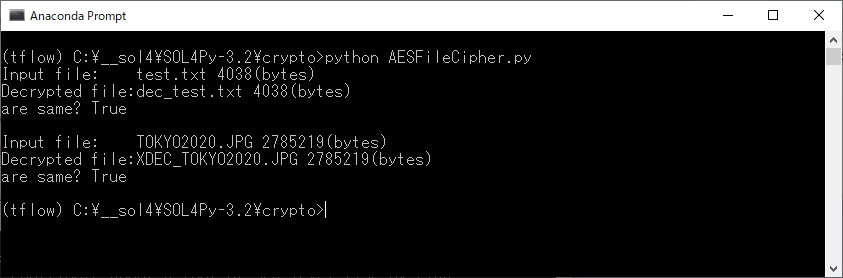 Anaconda Prompt
(tflow) C:¥__sol4¥SOL4Py-3.2¥crypto>python AESFileCipher.py
Input file:    test.txt 4038(bytes)
Decrypted file:dec_test.txt 4038(bytes)
are same? True
Input file:    TOKYO2020.JPG 2785219(bytes)
Decrypted file:XDEC_TOKYO2020.JPG 2785219(bytes)
are same? True
(tflow) C:¥__sol4¥SOL4Py-3.2¥crypto>